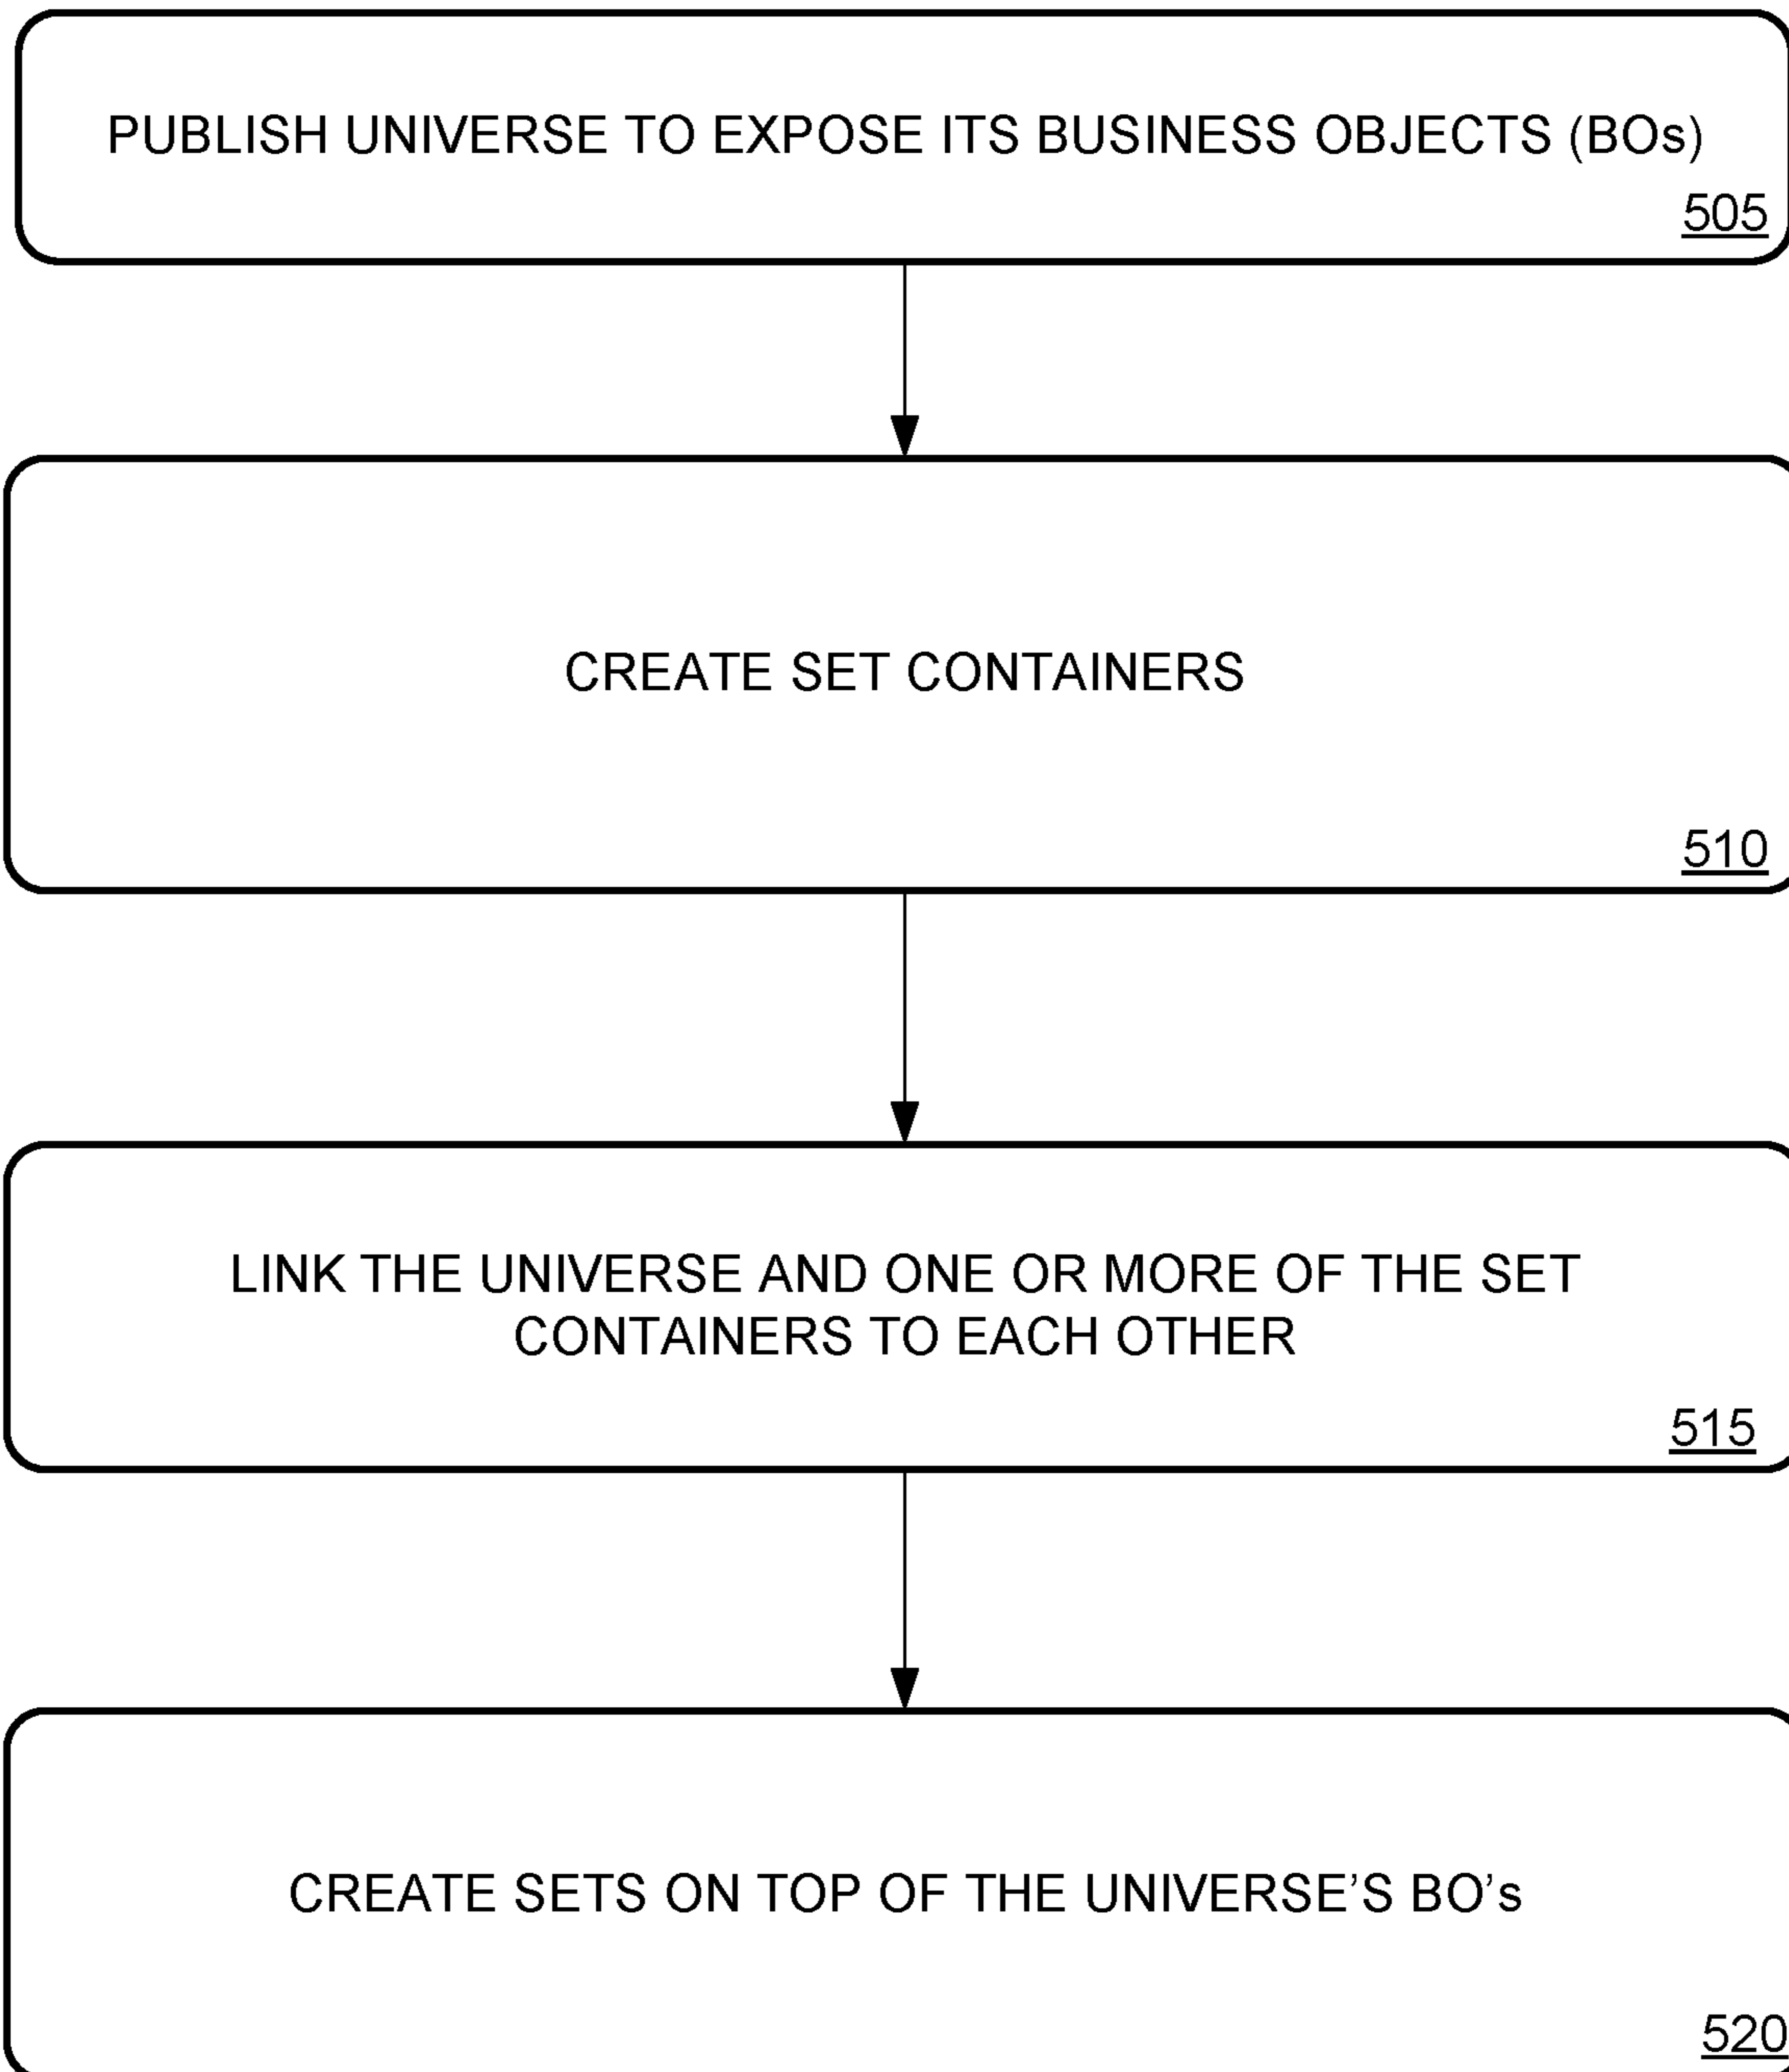 PUBLISH UNIVERSE TO EXPOSE ITS BUSINESS OBJECTS (BOs)
505
CREATE SET CONTAINERS
510
LINK THE UNIVERSE AND ONE OR MORE OF THE SET
CONTAINERS TO EACH OTHER
515
CREATE SETS ON TOP OF THE UNIVERSE’S BO’s
520